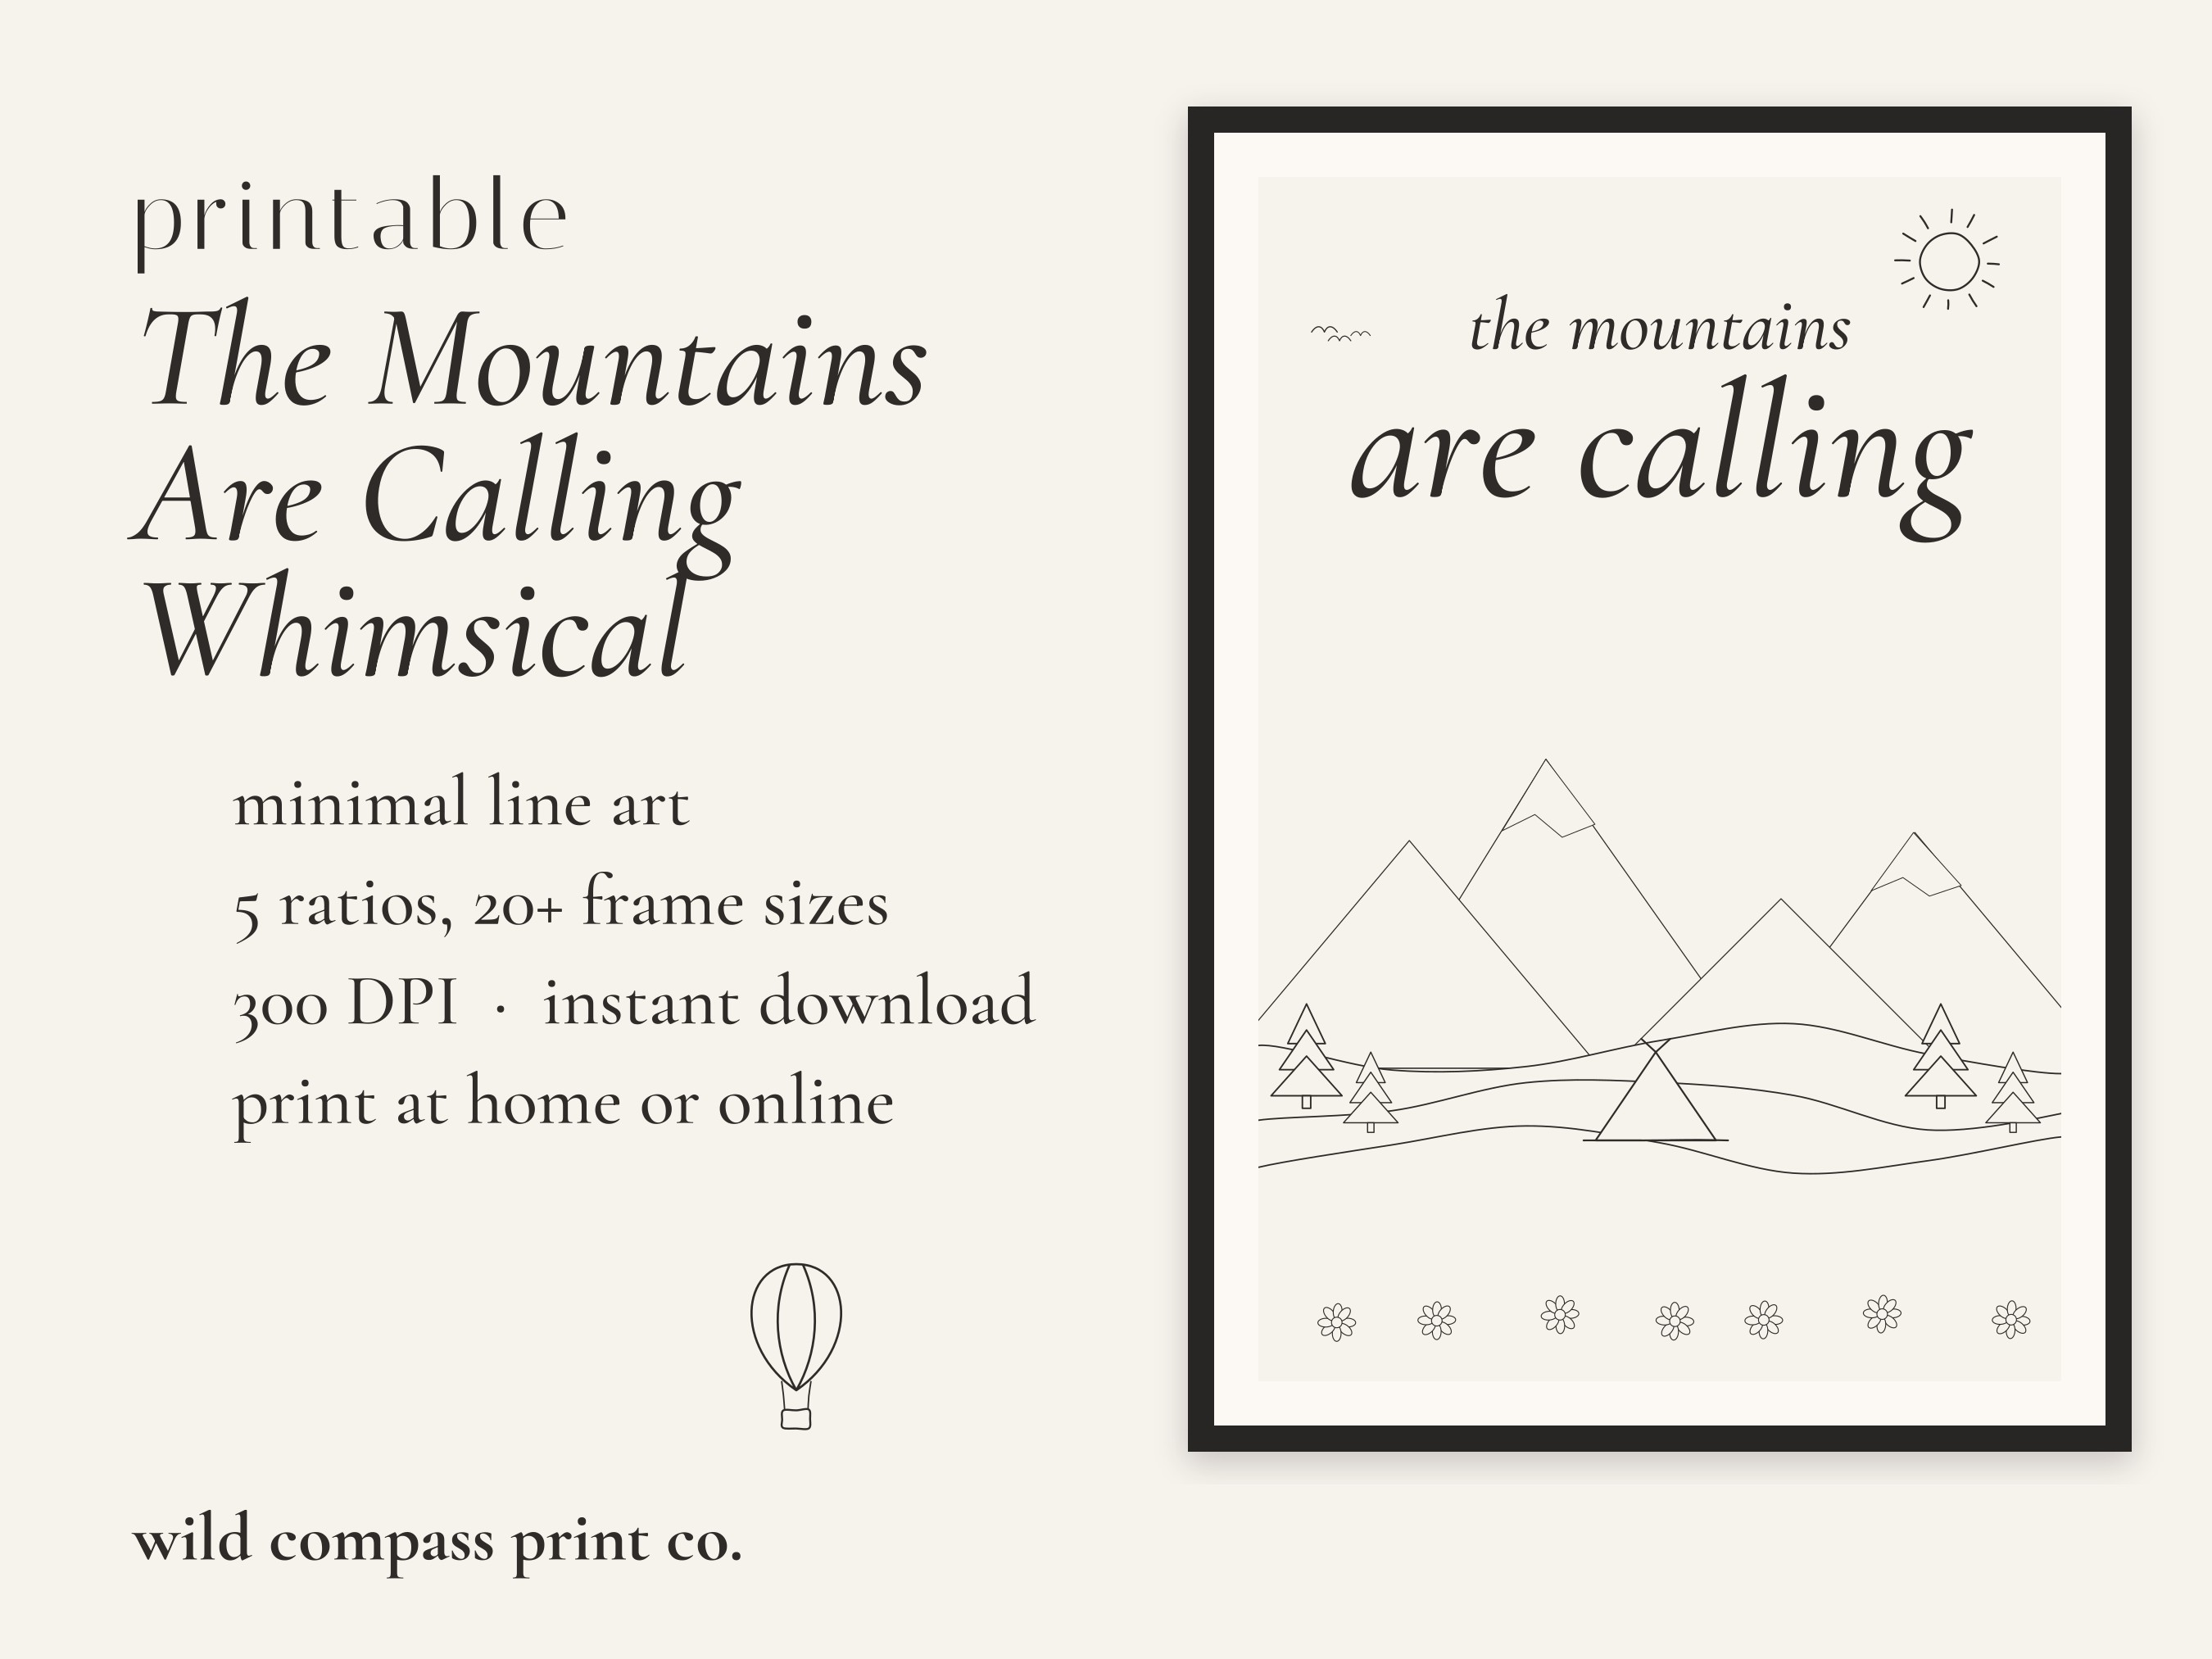 printable
The Mountains
Are Calling
Whimsical
minimal line art
5 ratios, 20+ frame sizes
300 DPI · instant download
print at home or online
wild compass print co.
the mountains
are calling